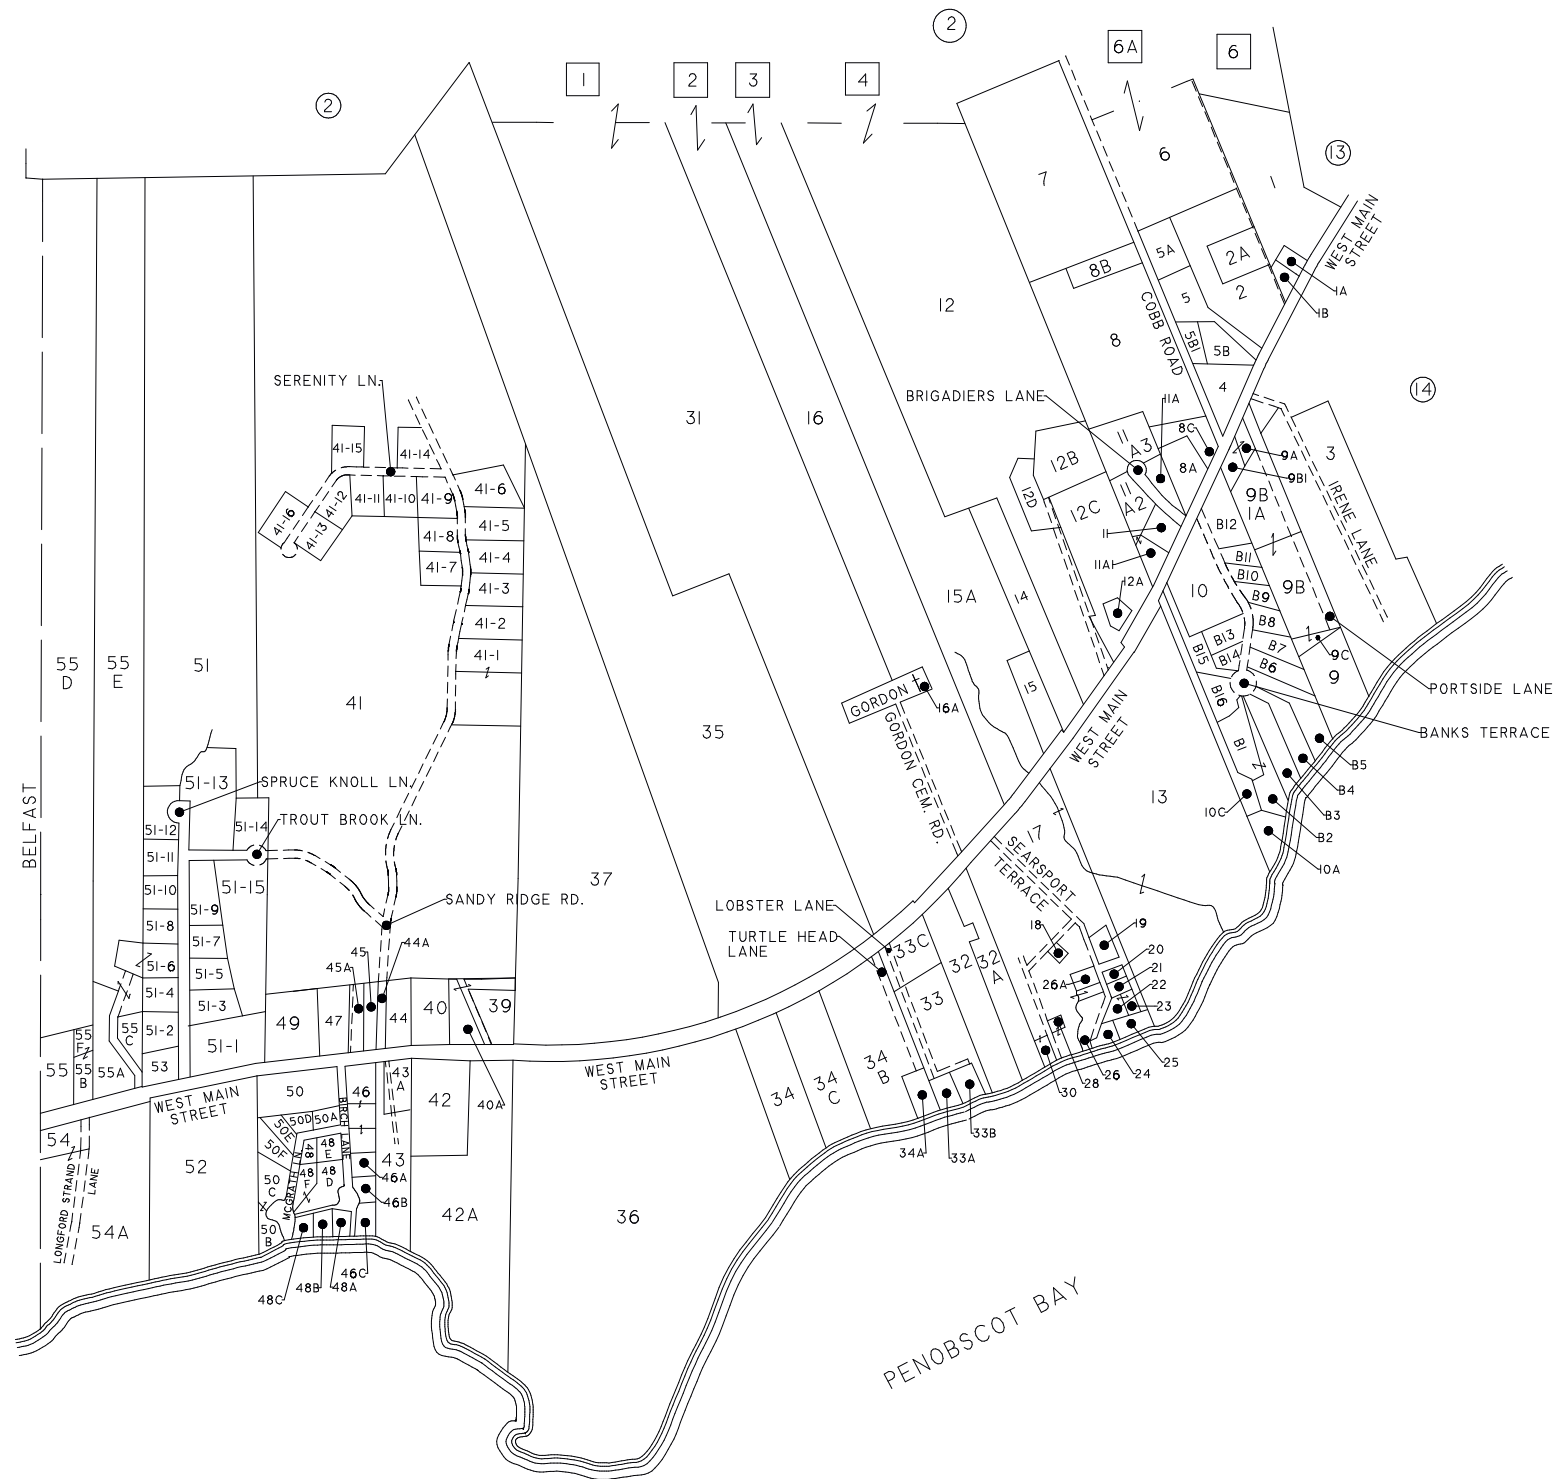 2
6A
6
1
2
3
4
2
13
14
7
6
1
WEST MAIN
STREET
5A
2A
8B
2
5
1A
1B
12
COBB ROAD
8
5B1
5B
4
SERENITY LN.
BRIGADIERS LANE
11A
8C
31
16
41-15
41-14
A3
9A
3
12B
8A
9B1
41-6
41-11
41-10
41-9
41-12
12D
12C
A2
9B
1A
IRENE LANE
41-16
41-13
41-8
41-5
11
B12
41-7
41-4
11A1
B11
B10
41-3
12A
10
9B
B9
14
15A
B8
41-2
B13
B7
9C
41-1
B14
B15
B6
9
55
D
55
E
51
15
B16
PORTSIDE LANE
41
GORDON
16A
GORDON CEM. RD.
35
WEST MAIN
STREET
BANKS TERRACE
B1
B5
B4
51-13
SPRUCE KNOLL LN.
13
B3
10C
B2
51-12
51-14
TROUT BROOK LN.
17
BELFAST
51-11
SEARSPORT
TERRACE
10A
51-10
51-15
37
SANDY RIDGE RD.
LOBSTER LANE
51-9
51-8
TURTLE HEAD
LANE
33C
18
19
51-7
45
44A
32
32
A
20
51-6
51-5
45A
26A
21
22
51-4
51-3
40
39
33
23
49
47
44
55
F
55
C
51-2
51-1
25
24
26
28
30
55
55
B
55A
53
WEST MAIN
STREET
34
B
34
C
34
50
46
43
A
42
40A
WEST MAIN
STREET
33B
33A
34A
50D
50A
50E
BIRCH LANE
54
50F
48
48
E
43
52
46A
48
F
48
D
50
C
MCGRATH LN
46B
LONGFORD STRAND
LANE
54A
42A
36
50
B
46C
48C
48B
48A
PENOBSCOT BAY